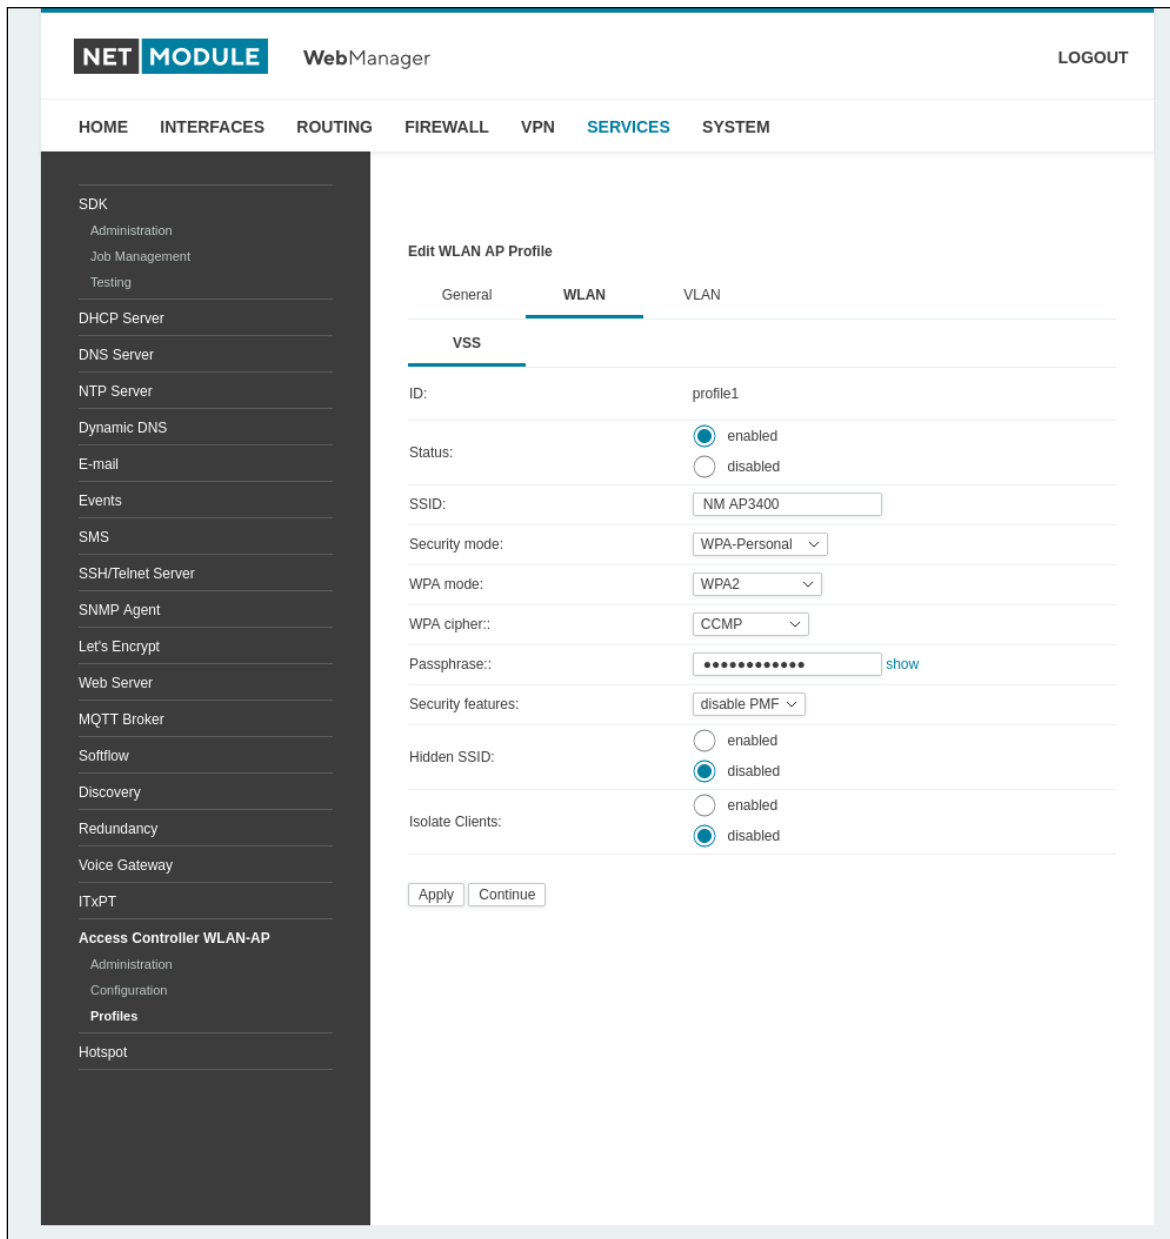 NET MODULE WebManager LOGOUT
HOME INTERFACES ROUTING FIREWALL VPN SERVICES SYSTEM
SDK
Administration
Job Management
Testing
DHCP Server
DNS Server
NTP Server
Dynamic DNS
E-mail
Events
SMS
SSH/Telnet Server
SNMP Agent
Let's Encrypt
Web Server
MQTT Broker
Softflow
Discovery
Redundancy
Voice Gateway
ITxPT
Access Controller WLAN-AP
Administration
Configuration
Profiles
Hotspot
Edit WLAN AP Profile
General WLAN VLAN
VSS
ID: profile1
Status: enabled
disabled
SSID: NM AP3400
Security mode: WPA-Personal
WPA mode: WPA2
WPA cipher:: CCMP
Passphrase:: •••••••••••• show
Security features: disable PMF
Hidden SSID: enabled
disabled
Isolate Clients: enabled
disabled
Apply Continue